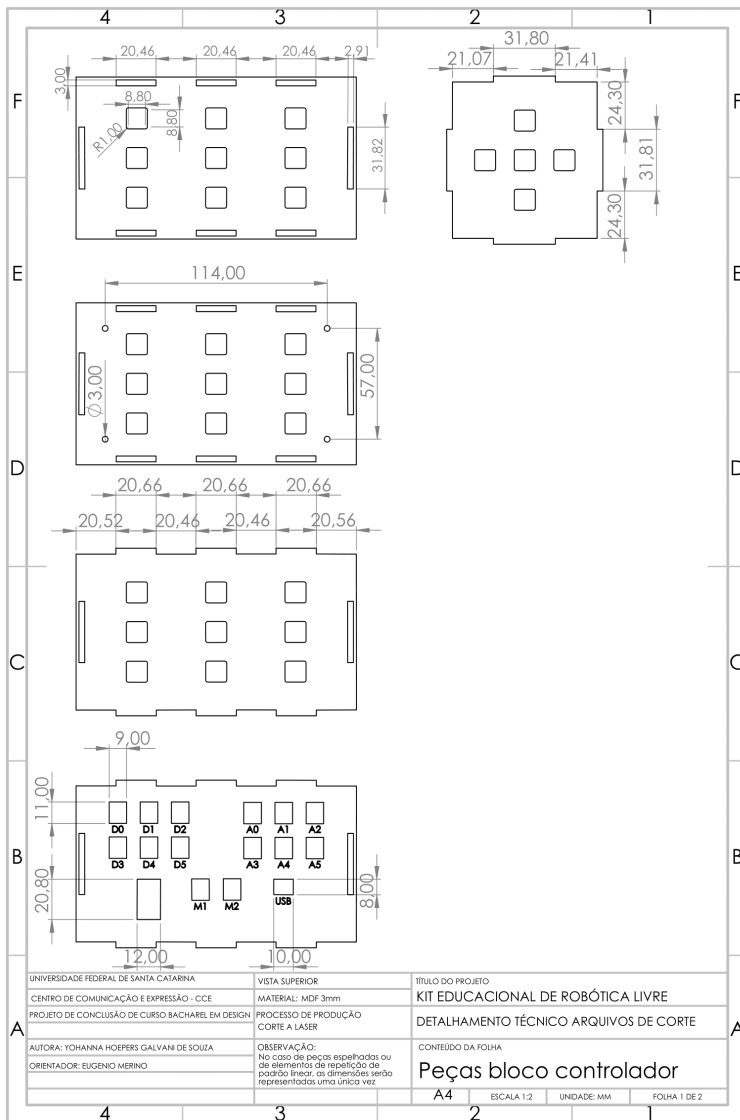 4 3 2 1
F
F
E
E
D
D
C
C
B
B
A
A
20,46 20,46 20,46 2,91
3,00
8,80
8,80
R1,00
31,82
31,80
21,07 21,41
24,30
31,81
24,30
114,00
∅ 3,00
57,00
20,66 20,66 20,66
20,52 20,46 20,46 20,56
9,00
11,00
D0 D1 D2 A0 A1 A2
D3 D4 D5 A3 A4 A5
20,80
M1 M2 USB
8,00
12,00 10,00
UNIVERSIDADE FEDERAL DE SANTA CATARINA
CENTRO DE COMUNICAÇÃO E EXPRESSÃO - CCE
PROJETO DE CONCLUSÃO DE CURSO BACHAREL EM DESIGN
AUTORA: YOHANNA HOEPERS GALVANI DE SOUZA
ORIENTADOR: EUGENIO MERINO
VISTA SUPERIOR
MATERIAL: MDF 3mm
PROCESSO DE PRODUÇÃO
CORTE A LASER
OBSERVAÇÃO:
No caso de peças espelhadas ou
de elementos de repetição de
padrão linear, as dimensões serão
representadas uma única vez
TÍTULO DO PROJETO
KIT EDUCACIONAL DE ROBÓTICA LIVRE
DETALHAMENTO TÉCNICO ARQUIVOS DE CORTE
CONTEÚDO DA FOLHA
Peças bloco controlador
A4 ESCALA 1:2 UNIDADE: MM FOLHA 1 DE 2
4 3 2 1